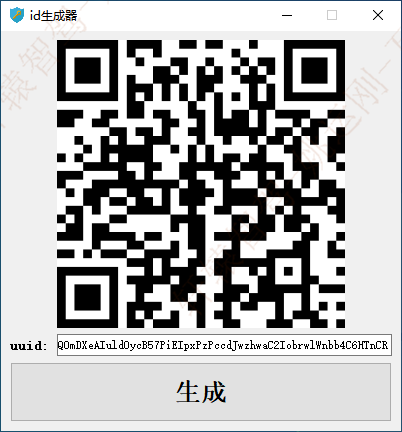 id生成器
uuid:
QOmDXeAIuldOycB57PiEIpxPzPccdJwzhwaC2IobrwlWnbb4C6HTnCR
生成